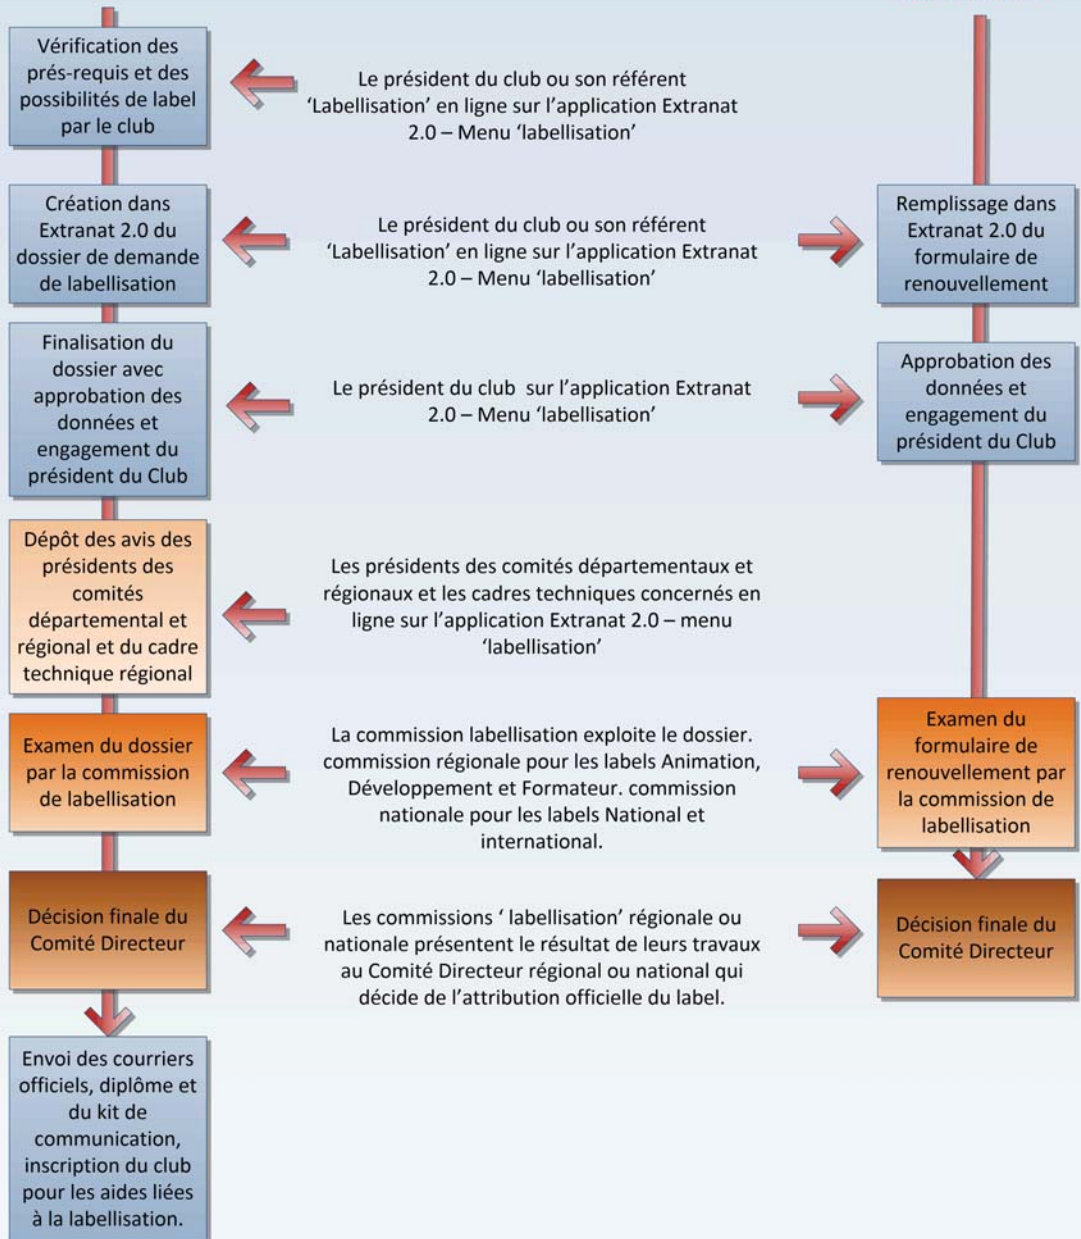 Vérification des
prés-requis et des
possibilités de label
par le club
Le président du club ou son référent
‘Labellisation’ en ligne sur l’application Extranat
2.0 – Menu ‘labellisation’
Création dans
Extranat 2.0 du
dossier de demande
de labellisation
Le président du club ou son référent
‘Labellisation’ en ligne sur l’application Extranat
2.0 – Menu ‘labellisation’
Remplissage dans
Extranat 2.0 du
formulaire de
renouvellement
Finalisation du
dossier avec
approbation des
données et
engagement du
président du Club
Le président du club  sur l’application Extranat
2.0 – Menu ‘labellisation’
Approbation des
données et
engagement du
président du Club
Dépôt des avis des
présidents des
comités
départemental et
régional et du cadre
technique régional
Les présidents des comités départementaux et
régionaux et les cadres techniques concernés en
ligne sur l’application Extranat 2.0 – menu
‘labellisation’
Examen du dossier
par la commission
de labellisation
La commission labellisation exploite le dossier.
commission régionale pour les labels Animation,
Développement et Formateur. commission
nationale pour les labels National et
international.
Examen du
formulaire de
renouvellement par
la commission de
labellisation
Décision finale du
Comité Directeur
Les commissions ‘ labellisation’ régionale ou
nationale présentent le résultat de leurs travaux
au Comité Directeur régional ou national qui
décide de l’attribution officielle du label.
Décision finale du
Comité Directeur
Envoi des courriers
officiels, diplôme et
du kit de
communication,
inscription du club
pour les aides liées
à la labellisation.